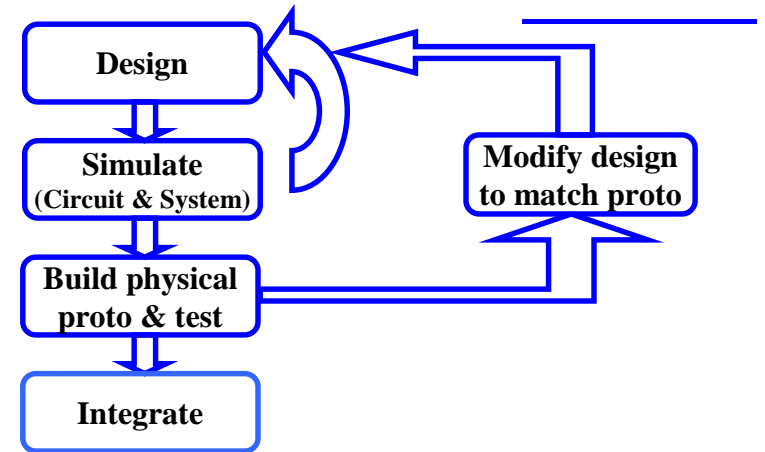 Design
Simulate
(Circuit & System)
Modify design
to match proto
Build physical
proto & test
Integrate